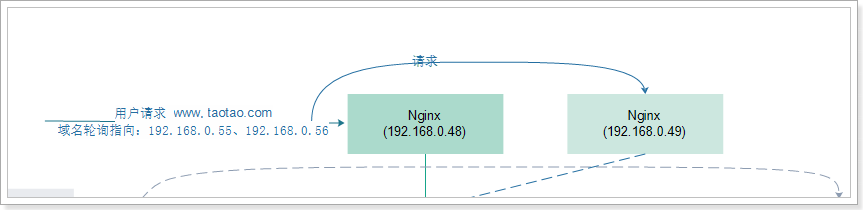 请求
用户请求 www.taotao.com
域名轮询指向：192.168.0.55、192.168.0.56
Nginx
(192.168.0.48)
Nginx
(192.168.0.49)